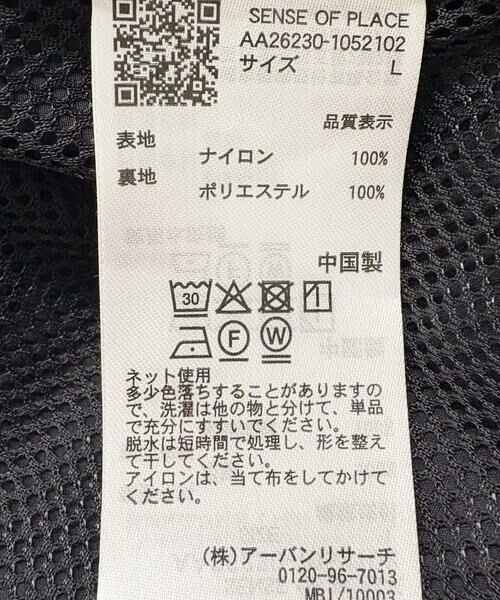 SENSE OF PLACE
AA26230-1052102
サイズ L
品質表示
表地
ナイロン 100%
裏地
ポリエステル 100%
中国製
30
F W
ネット使用
多少色落ちすることがありますの
で、洗濯は他の物と分けて、単品
で充分にすすいでください。
脱水は短時間で処理し、形を整え
て干してください。
アイロンは、当て布をしてかけて
ください。
(株)アーバンリサーチ
0120-96-7013
MBJ/10003